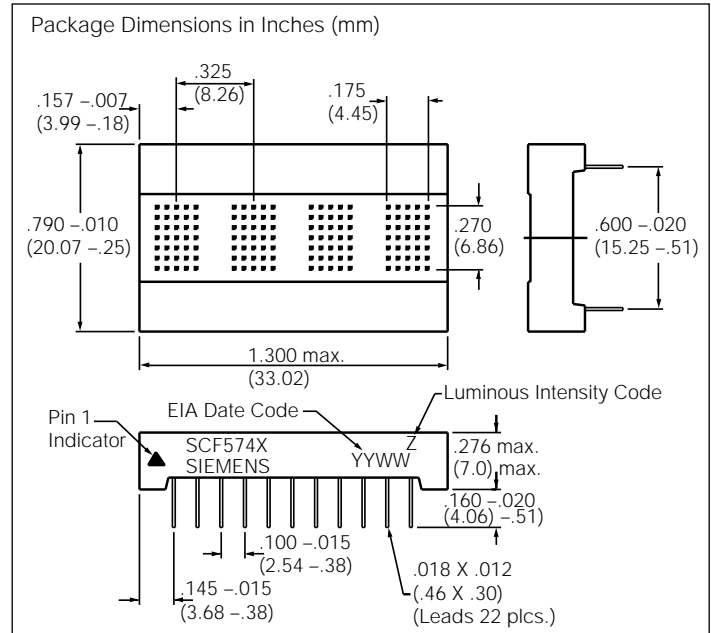 Package Dimensions in Inches (mm)
.325
(8.26)
.175
(4.45)
.157 –.007
(3.99 –.18)
.790 –.010
(20.07 –.25)
.270
(6.86)
.600 –.020
(15.25 –.51)
1.300 max.
(33.02)
Luminous Intensity Code
EIA Date Code
Pin 1
Indicator
Z
SCF574X
YYWW
SIEMENS
.276 max.
(7.0) max.
.160 –.020
(4.06) –.51)
.100 –.015
(2.54 –.38)
.145 –.015
(3.68 –.38)
.018 X .012
(.46 X .30)
(Leads 22 plcs.)